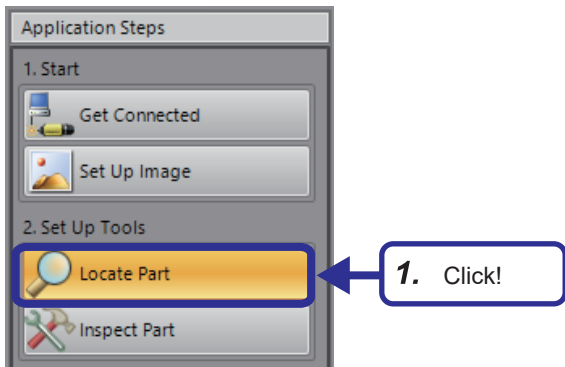 Application Steps
1. Start
Get Connected
Set Up Image
2. Set Up Tools
Locate Part
1. Click!
Inspect Part